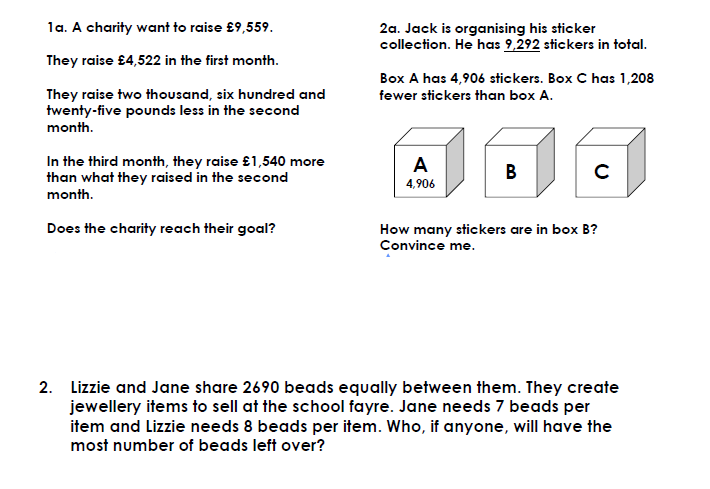 1a. A charity want to raise £9,559.
They raise £4,522 in the first month.
They raise two thousand, six hundred and
twenty-five pounds less in the second
month.
In the third month, they raise £1,540 more
than what they raised in the second
month.
Does the charity reach their goal?
2a. Jack is organising his sticker
collection. He has 9,292 stickers in total.
Box A has 4,906 stickers. Box C has 1,208
fewer stickers than box A.
A
4,906
B
C
How many stickers are in box B?
Convince me.
2. Lizzie and Jane share 2690 beads equally between them. They create
jewellery items to sell at the school fayre. Jane needs 7 beads per
item and Lizzie needs 8 beads per item. Who, if anyone, will have the
most number of beads left over?